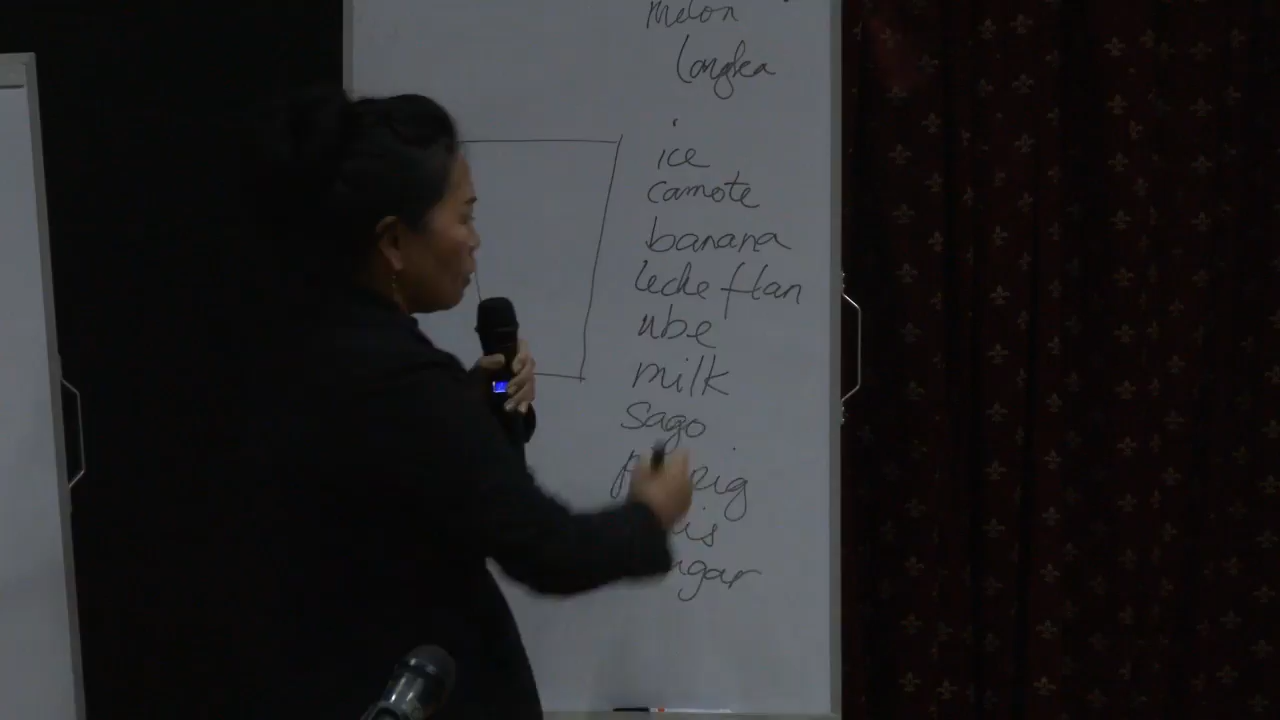 melon
langka
ice
camote
banana
leche flan
ube
milk
sago